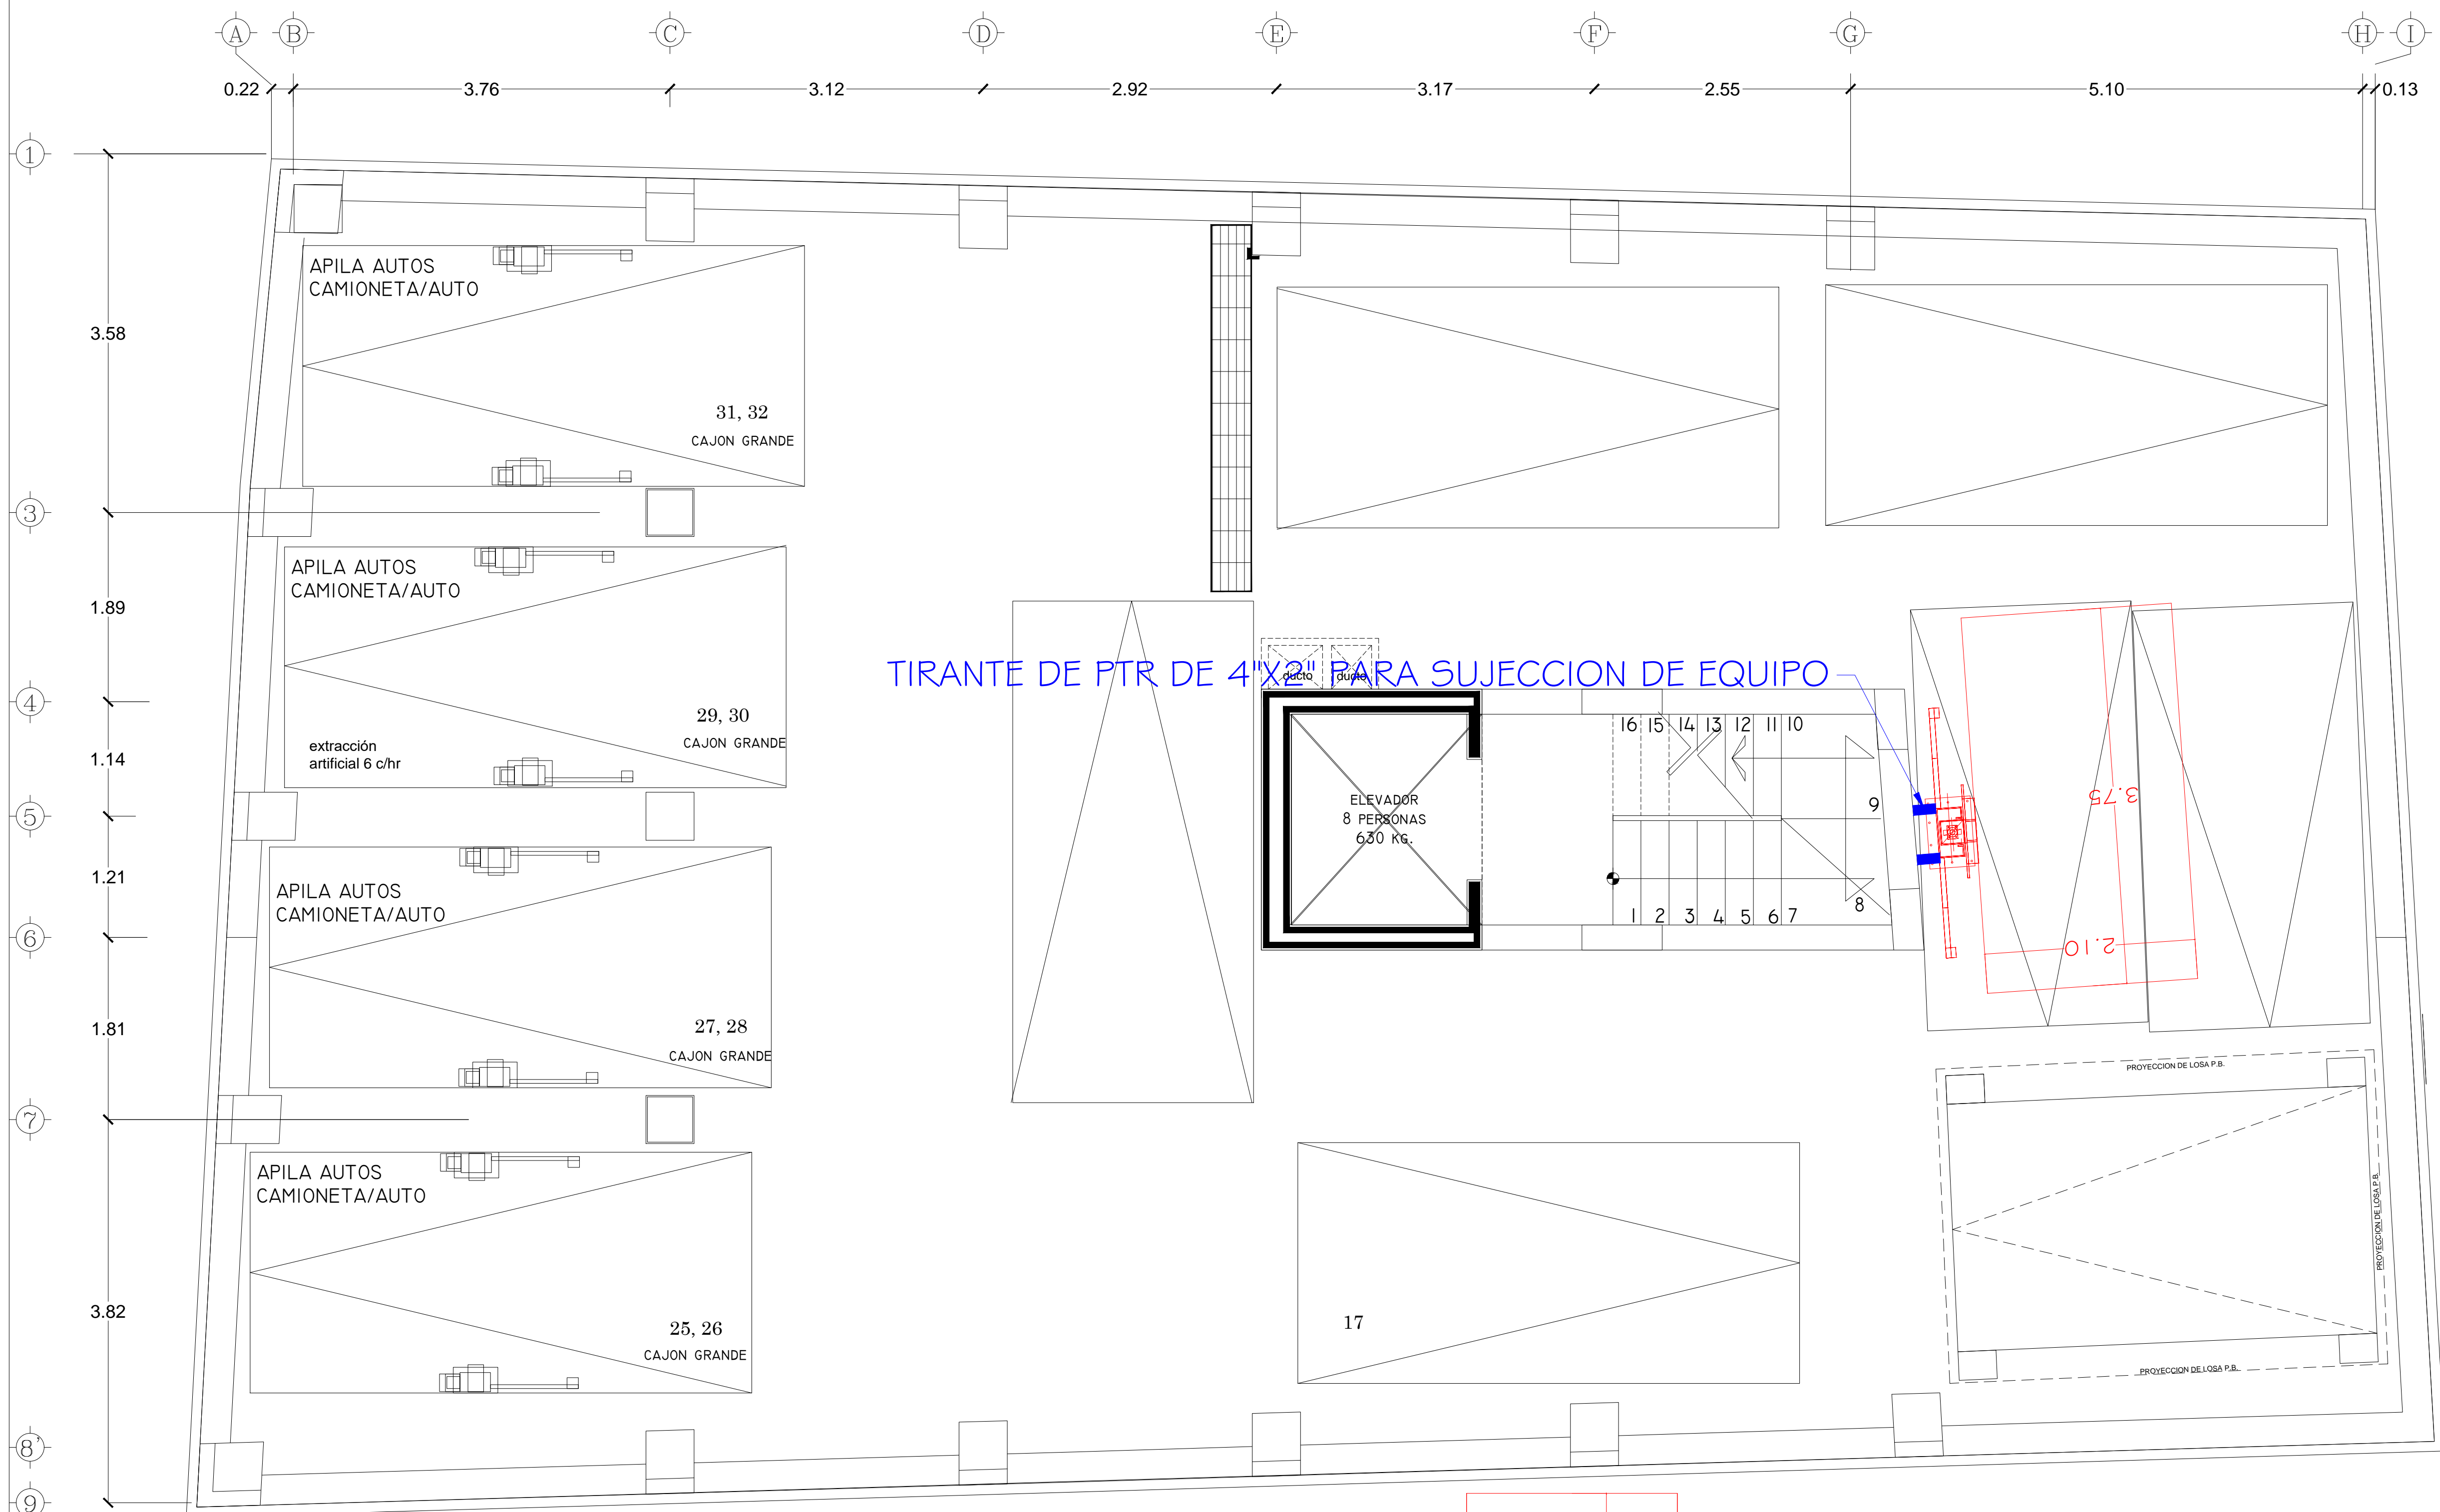 A B C D E F G H I
0.22 3.76 3.12 2.92 3.17 2.55 5.10 0.13
1
3.58
APILA AUTOS
CAMIONETA/AUTO
31, 32
CAJON GRANDE
3
APILA AUTOS
CAMIONETA/AUTO
1.89
29, 30
CAJON GRANDE
extracción
artificial 6 c/hr
4
1.14
5
TIRANTE DE PTR DE 4"X2" PARA SUJECCION DE EQUIPO
ducto ducto
16 15 14 13 12 11 10
9
ELEVADOR
8 PERSONAS
630 KG.
1 2 3 4 5 6 7 8
3.75
2.10
1.21
APILA AUTOS
CAMIONETA/AUTO
6
1.81
27, 28
CAJON GRANDE
7
PROYECCION DE LOSA P.B.
PROYECCION DE LOSA P.B.
PROYECCION DE LOSA P.B.
APILA AUTOS
CAMIONETA/AUTO
3.82
25, 26
CAJON GRANDE
17
8'
9